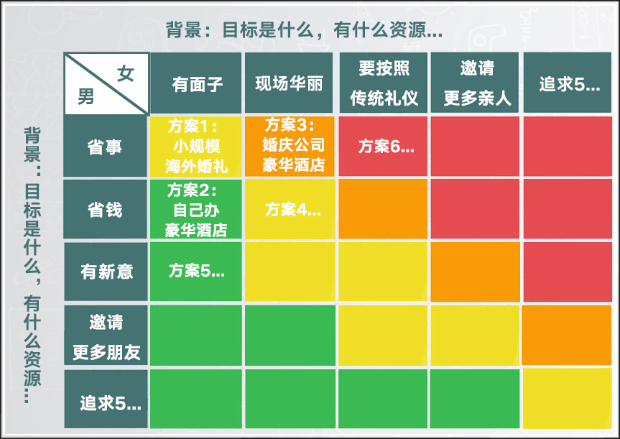 背景：目标是什么，有什么资源...
背景：目标是什么，有什么资源...
女
男
有面子
现场华丽
要按照
传统礼仪
邀请
更多亲人
追求5...
省事
方案1：
小规模
海外婚礼
方案3：
婚庆公司
豪华酒店
方案6...
省钱
方案2：
自己办
豪华酒店
方案4...
有新意
方案5...
邀请
更多朋友
追求5...